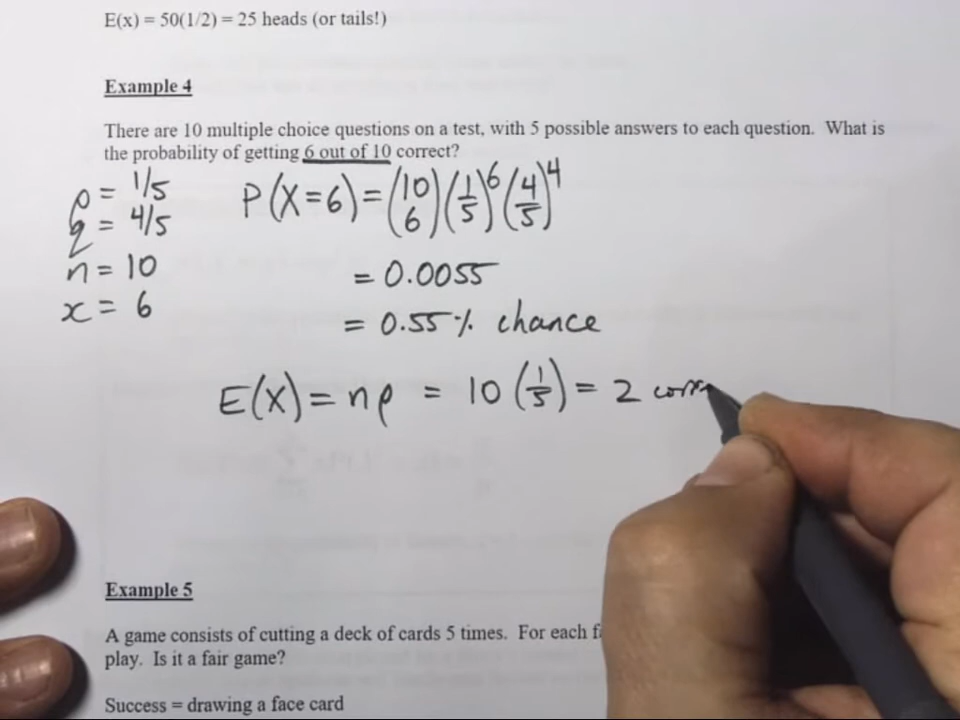 E(x) = 50(1/2) = 25 heads (or tails!)
Example 4
There are 10 multiple choice questions on a test, with 5 possible answers to each question. What is
the probability of getting 6 out of 10 correct?
p = 1/5
q = 4/5
n = 10
x = 6
P(X=6) = (10 6)(1/5)^6(4/5)^4
= 0.0055
= 0.55% chance
E(X) = np = 10(1/5) = 2
Example 5
A game consists of cutting a deck of cards 5 times. For each
play. Is it a fair game?
Success = drawing a face card